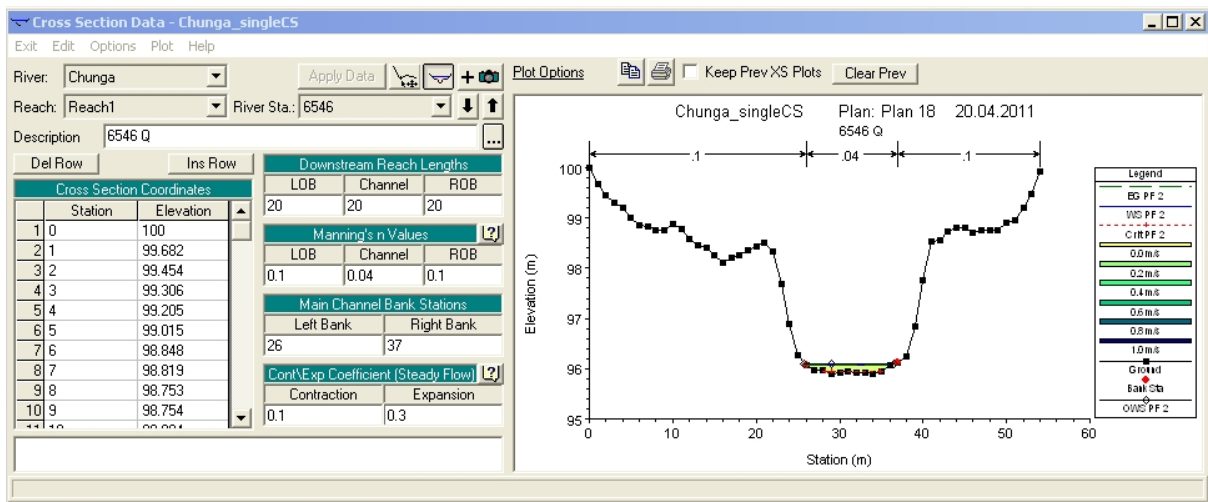 Cross Section Data - Chunga_singleCS
Exit Edit Options Plot Help
River: Chunga Apply Data
Reach: Reach1 River Sta.: 6546
Description 6546 Q ...
Del Row Ins Row
Cross Section Coordinates
Station Elevation
1 0 100
2 1 99.682
3 2 99.454
4 3 99.306
5 4 99.205
6 5 99.015
7 6 98.848
8 7 98.819
9 8 98.753
10 9 98.754
Downstream Reach Lengths
LOB Channel ROB
20 20 20
Manning's n Values ?
LOB Channel ROB
0.1 0.04 0.1
Main Channel Bank Stations
Left Bank Right Bank
26 37
Cont\Exp Coefficient (Steady Flow) ?
Contraction Expansion
0.1 0.3
Plot Options Keep Prev XS Plots Clear Prev
Chunga_singleCS Plan: Plan 18 20.04.2011
6546 Q
.1 .04 .1
100
99
98
97
96
95
Elevation (m)
0 10 20 30 40 50 60
Station (m)
Legend
EG PF 2
WS PF 2
Crit PF 2
0.0 m/s
0.2 m/s
0.4 m/s
0.6 m/s
0.8 m/s
1.0 m/s
Ground
Bank Sta
OWS PF 2